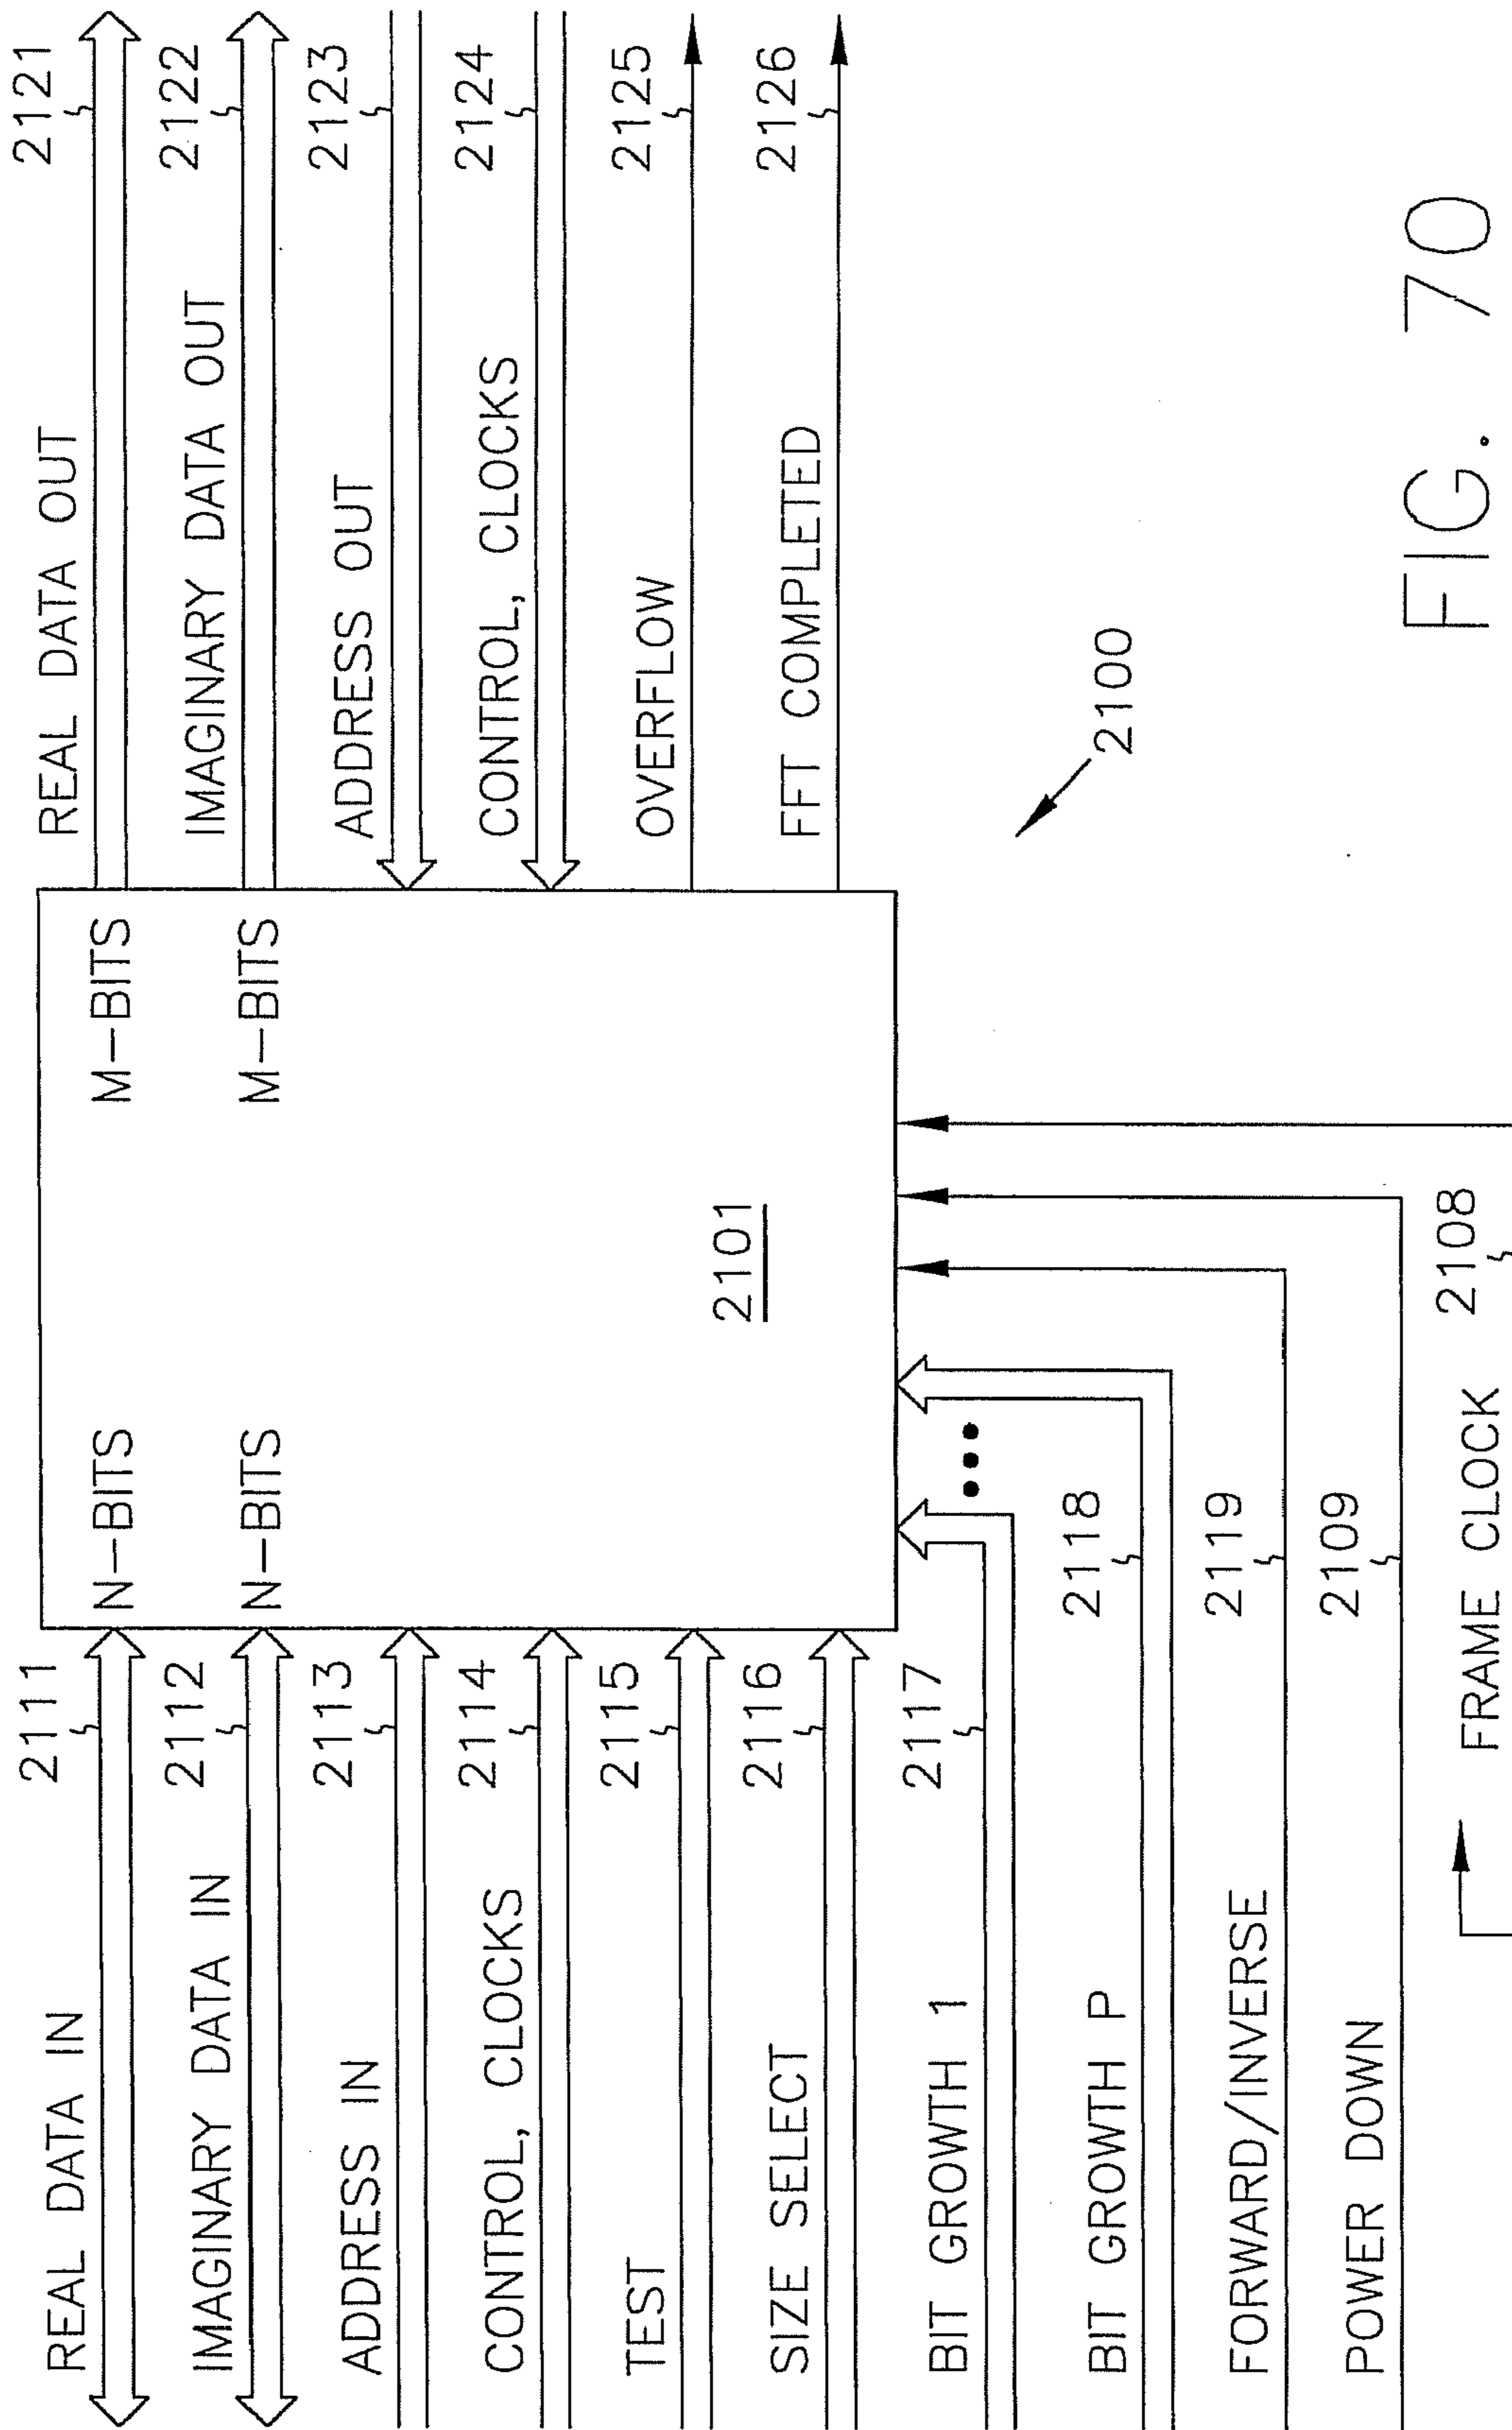 REAL DATA IN 2111
IMAGINARY DATA IN 2112
ADDRESS IN 2113
CONTROL, CLOCKS 2114
TEST 2115
SIZE SELECT 2116
BIT GROWTH 1 2117
BIT GROWTH P 2118
FORWARD/INVERSE 2119
POWER DOWN 2109
FRAME CLOCK 2108
N-BITS
N-BITS
M-BITS
M-BITS
2101
REAL DATA OUT 2121
IMAGINARY DATA OUT 2122
ADDRESS OUT 2123
CONTROL, CLOCKS 2124
OVERFLOW 2125
FFT COMPLETED 2126
2100
FIG. 70